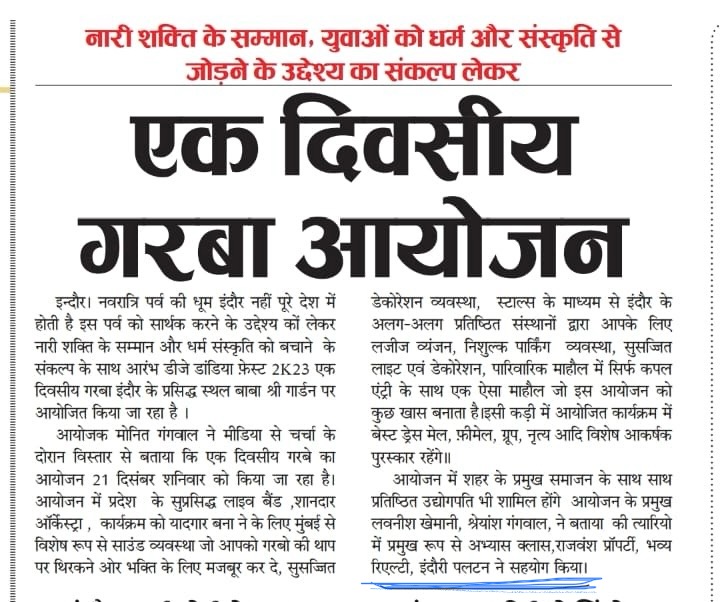 नारी शक्ति के सम्मान, युवाओं को धर्म और संस्कृति से
जोड़ने के उद्देश्य का संकल्प लेकर
एक दिवसीय
गरबा आयोजन
इन्दौर। नवरात्रि पर्व की धूम इंदौर नहीं पूरे देश में
होती है इस पर्व को सार्थक करने के उद्देश्य कों लेकर
नारी शक्ति के सम्मान और धर्म संस्कृति को बचाने के
संकल्प के साथ आरंभ डीजे डांडिया फ़ेस्ट 2K23 एक
दिवसीय गरबा इंदौर के प्रसिद्ध स्थल बाबा श्री गार्डन पर
आयोजित किया जा रहा है ।
आयोजक मोनित गंगवाल ने मीडिया से चर्चा के
दोरान विस्तार से बताया कि एक दिवसीय गरबे का
आयोजन 21 दिसंबर शनिवार को किया जा रहा है।
आयोजन में प्रदेश के सुप्रसिद्ध लाइव बैंड ,शानदार
ऑर्केस्ट्रा , कार्यक्रम को यादगार बना ने के लिए मुंबई से
विशेष रूप से साउंड व्यवस्था जो आपको गरबो की थाप
पर थिरकने ओर भक्ति के लिए मजबूर कर दे, सुसज्जित
डेकोरेशन व्यवस्था, स्टाल्स के माध्यम से इंदौर के
अलग-अलग प्रतिष्ठित संस्थानों द्वारा आपके लिए
लजीज व्यंजन, निशुल्क पार्किंग व्यवस्था, सुसज्जित
लाइट एवं डेकोरेशन, पारिवारिक माहौल में सिर्फ कपल
एंट्री के साथ एक ऐसा माहौल जो इस आयोजन को
कुछ खास बनाता है।इसी कड़ी में आयोजित कार्यक्रम में
बेस्ट ड्रेस मेल, फ़ीमेल, ग्रूप, नृत्य आदि विशेष आकर्षक
पुरस्कार रहेंगे॥
आयोजन में शहर के प्रमुख समाजन के साथ साथ
प्रतिष्ठित उद्योगपति भी शामिल होंगे आयोजन के प्रमुख
लवनीश खेमानी, श्रेयांश गंगवाल, ने बताया की त्यारियो
में प्रमुख रूप से अभ्यास क्लास,राजवंश प्रॉपर्टी, भव्य
रिएल्टी, इंदौरी पलटन ने सहयोग किया।